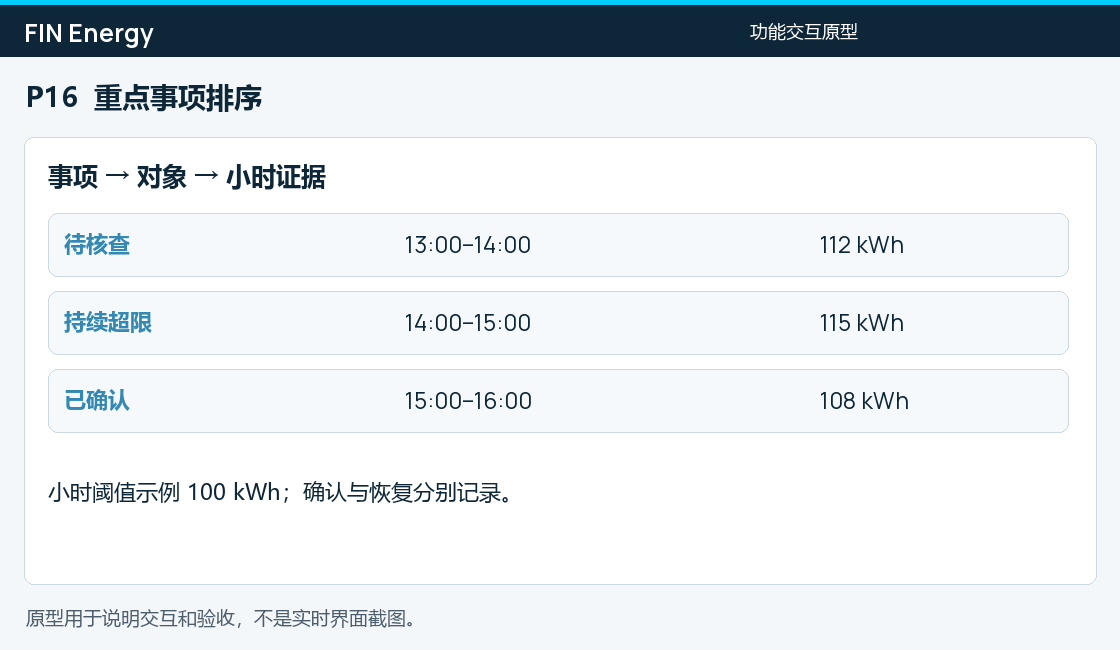 FIN Energy
功能交互原型
P16 重点事项排序
事项 → 对象 → 小时证据
待核查 13:00–14:00 112 kWh
持续超限 14:00–15:00 115 kWh
已确认 15:00–16:00 108 kWh
小时阈值示例 100 kWh；确认与恢复分别记录。
原型用于说明交互和验收，不是实时界面截图。